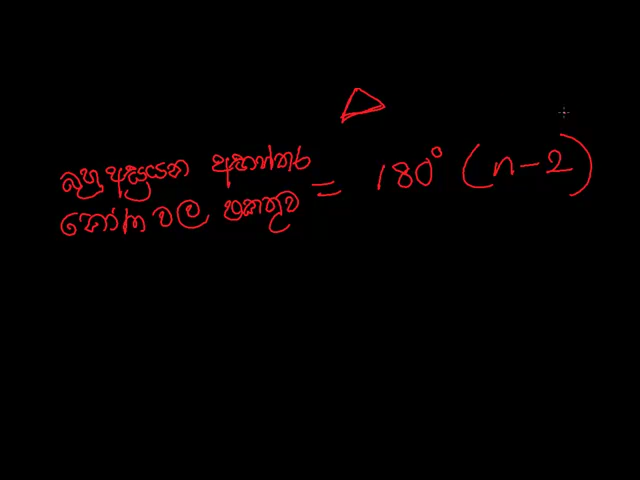 බහු අස්‍රයක අභ්‍යන්තර
කෝණ වල එකතුව = 180° (n - 2)